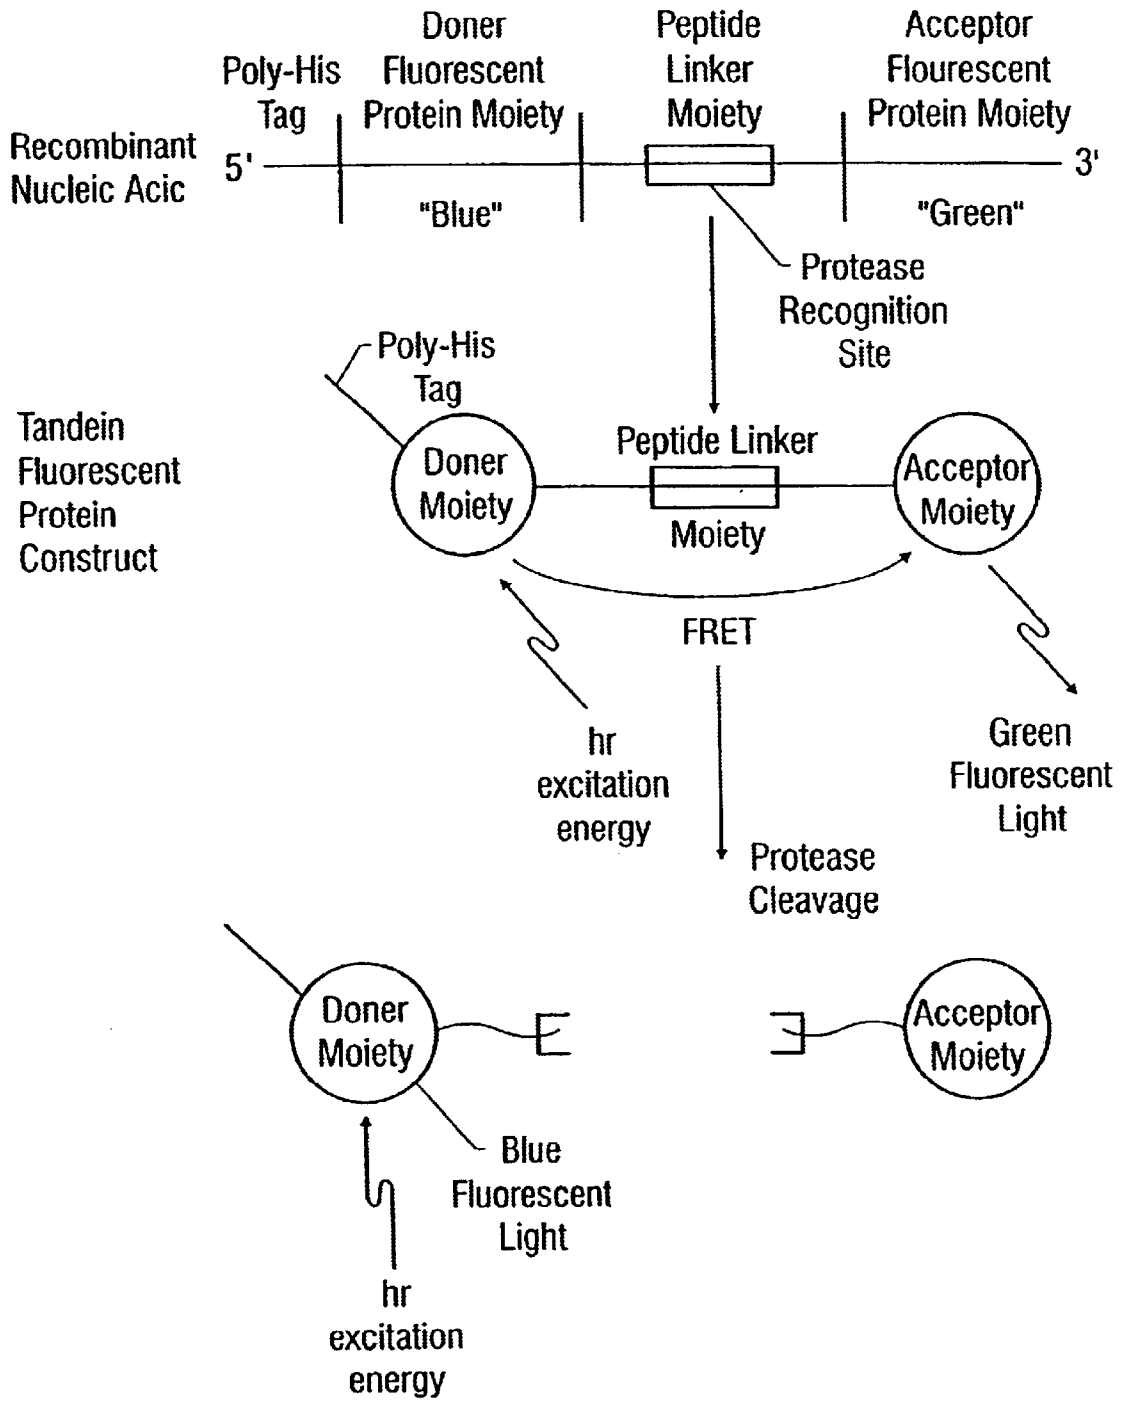 Poly-His
Tag
Doner
Fluorescent
Protein Moiety
Peptide
Linker
Moiety
Acceptor
Flourescent
Protein Moiety
Recombinant
Nucleic Acic
5'
3'
"Blue"
"Green"
Protease
Recognition
Site
Poly-His
Tag
Tandein
Fluorescent
Protein
Construct
Doner
Moiety
Peptide Linker
Moiety
Acceptor
Moiety
FRET
hr
excitation
energy
Green
Fluorescent
Light
Protease
Cleavage
Doner
Moiety
Acceptor
Moiety
Blue
Fluorescent
Light
hr
excitation
energy